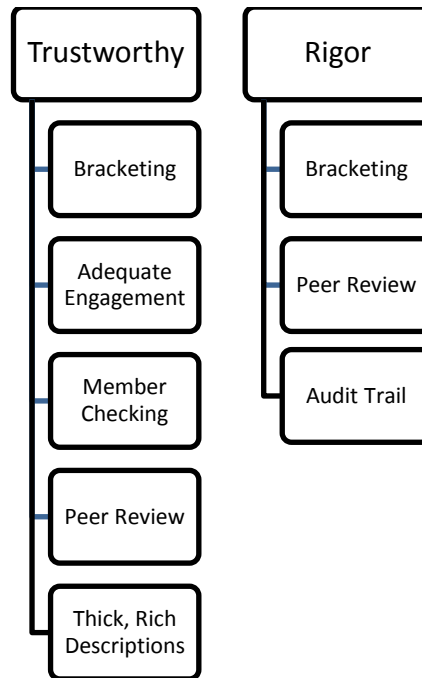 Trustworthy
Bracketing
Adequate
Engagement
Member
Checking
Peer Review
Thick, Rich
Descriptions
Rigor
Bracketing
Peer Review
Audit Trail